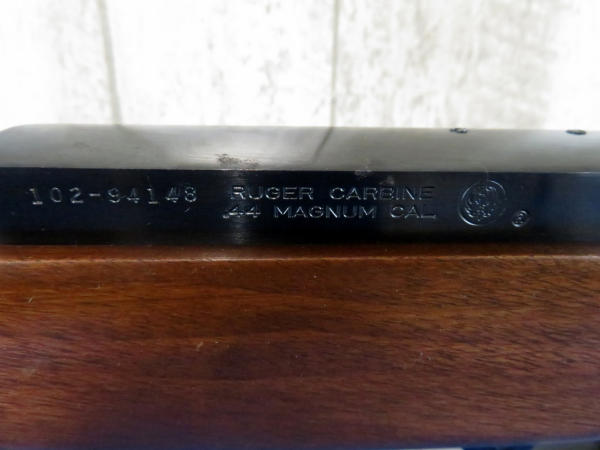 102-94148 RUGER CARBINE
.44 MAGNUM CAL.
®